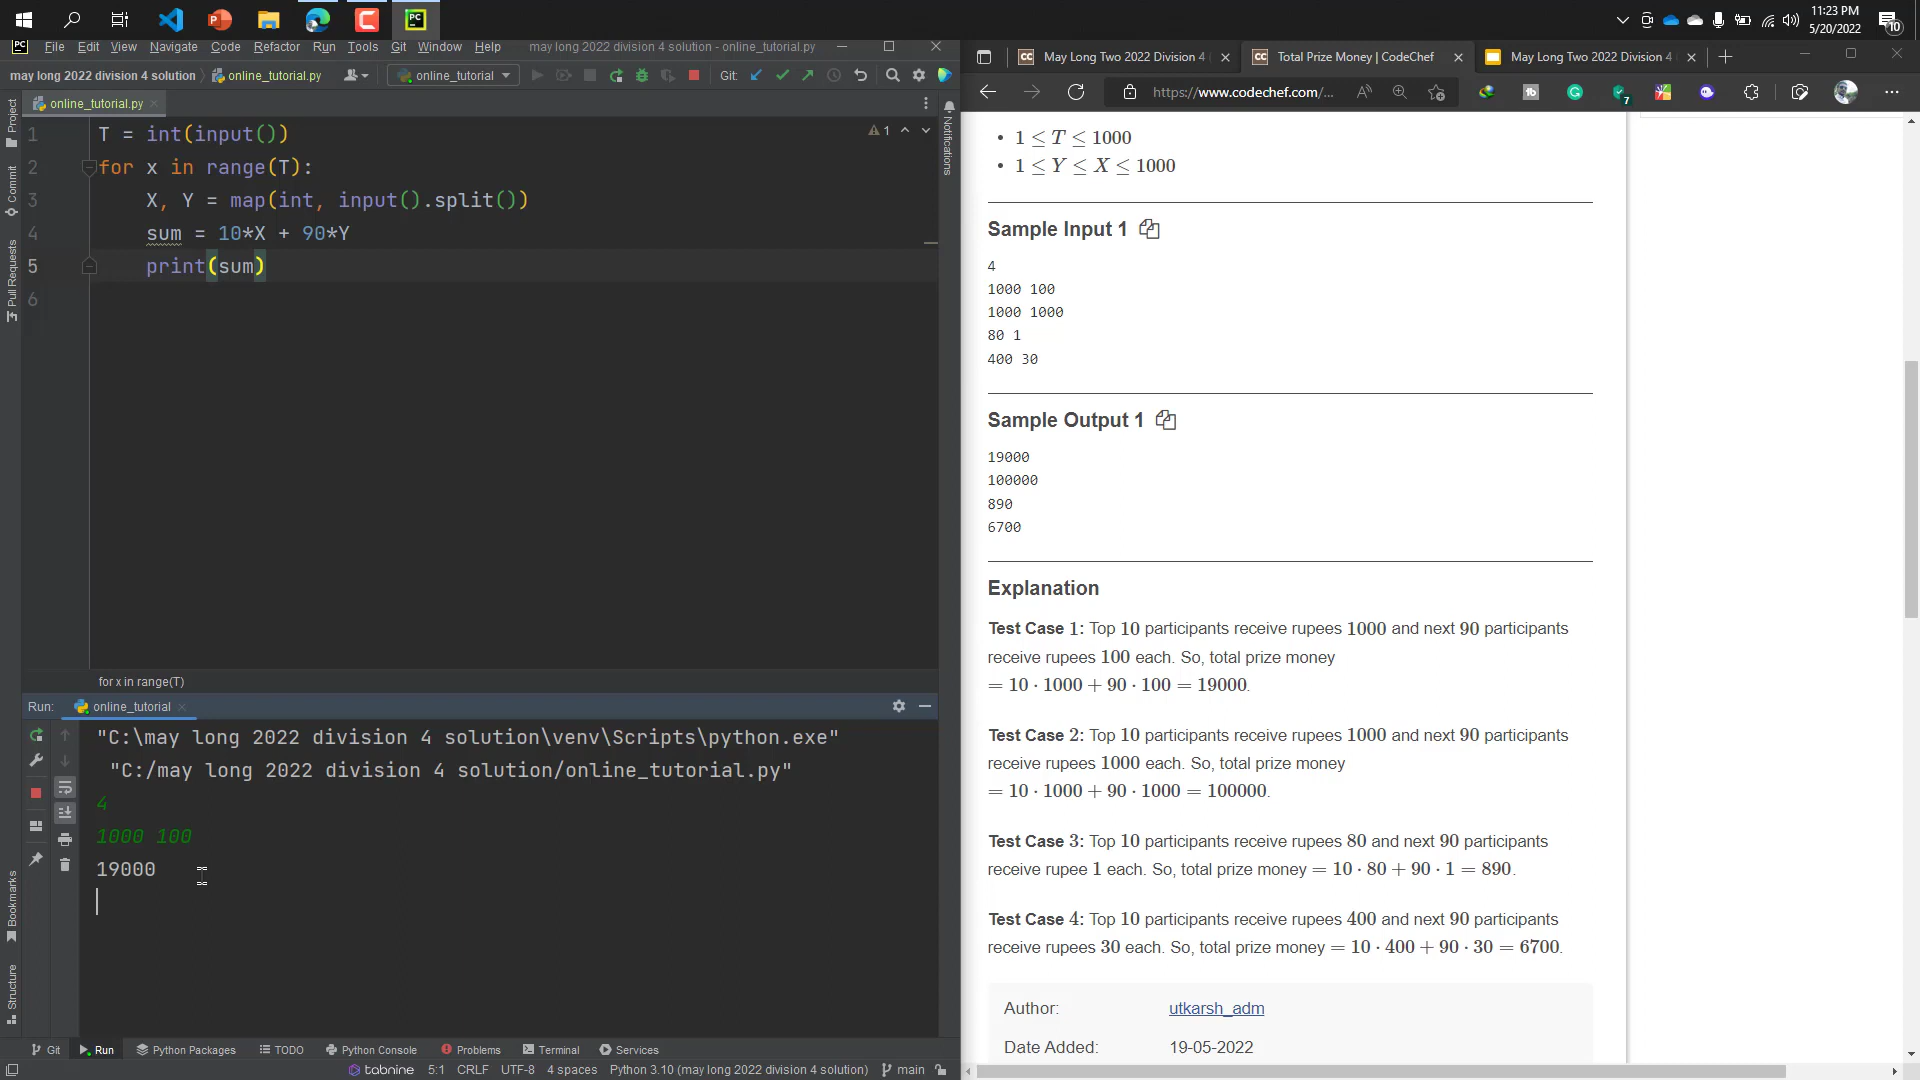 11:23 PM
5/20/2022
10
PC
File Edit View Navigate Code Refactor Run Tools Git Window Help
may long 2022 division 4 solution - online_tutorial.py
may long 2022 division 4 solution
online_tutorial.py
online_tutorial
Git:
online_tutorial.py
Project
Commit
Pull Requests
Bookmarks
Structure
Notifications
1
1 T = int(input())
2 for x in range(T):
3 X, Y = map(int, input().split())
4 sum = 10*X + 90*Y
5 print(sum)
6
for x in range(T)
Run: online_tutorial
"C:\may long 2022 division 4 solution\venv\Scripts\python.exe"
"C:/may long 2022 division 4 solution/online_tutorial.py"
4
1000 100
19000
Git Run Python Packages TODO Python Console Problems Terminal Services
tabnine 5:1 CRLF UTF-8 4 spaces Python 3.10 (may long 2022 division 4 solution) main
May Long Two 2022 Division 4
Total Prize Money | CodeChef
May Long Two 2022 Division 4
https://www.codechef.com/...
7
• 1 ≤ T ≤ 1000
• 1 ≤ Y ≤ X ≤ 1000
Sample Input 1
4
1000 100
1000 1000
80 1
400 30
Sample Output 1
19000
100000
890
6700
Explanation
Test Case 1: Top 10 participants receive rupees 1000 and next 90 participants
receive rupees 100 each. So, total prize money
= 10 · 1000 + 90 · 100 = 19000.
Test Case 2: Top 10 participants receive rupees 1000 and next 90 participants
receive rupees 1000 each. So, total prize money
= 10 · 1000 + 90 · 1000 = 100000.
Test Case 3: Top 10 participants receive rupees 80 and next 90 participants
receive rupee 1 each. So, total prize money = 10 · 80 + 90 · 1 = 890.
Test Case 4: Top 10 participants receive rupees 400 and next 90 participants
receive rupees 30 each. So, total prize money = 10 · 400 + 90 · 30 = 6700.
Author: utkarsh_adm
Date Added: 19-05-2022